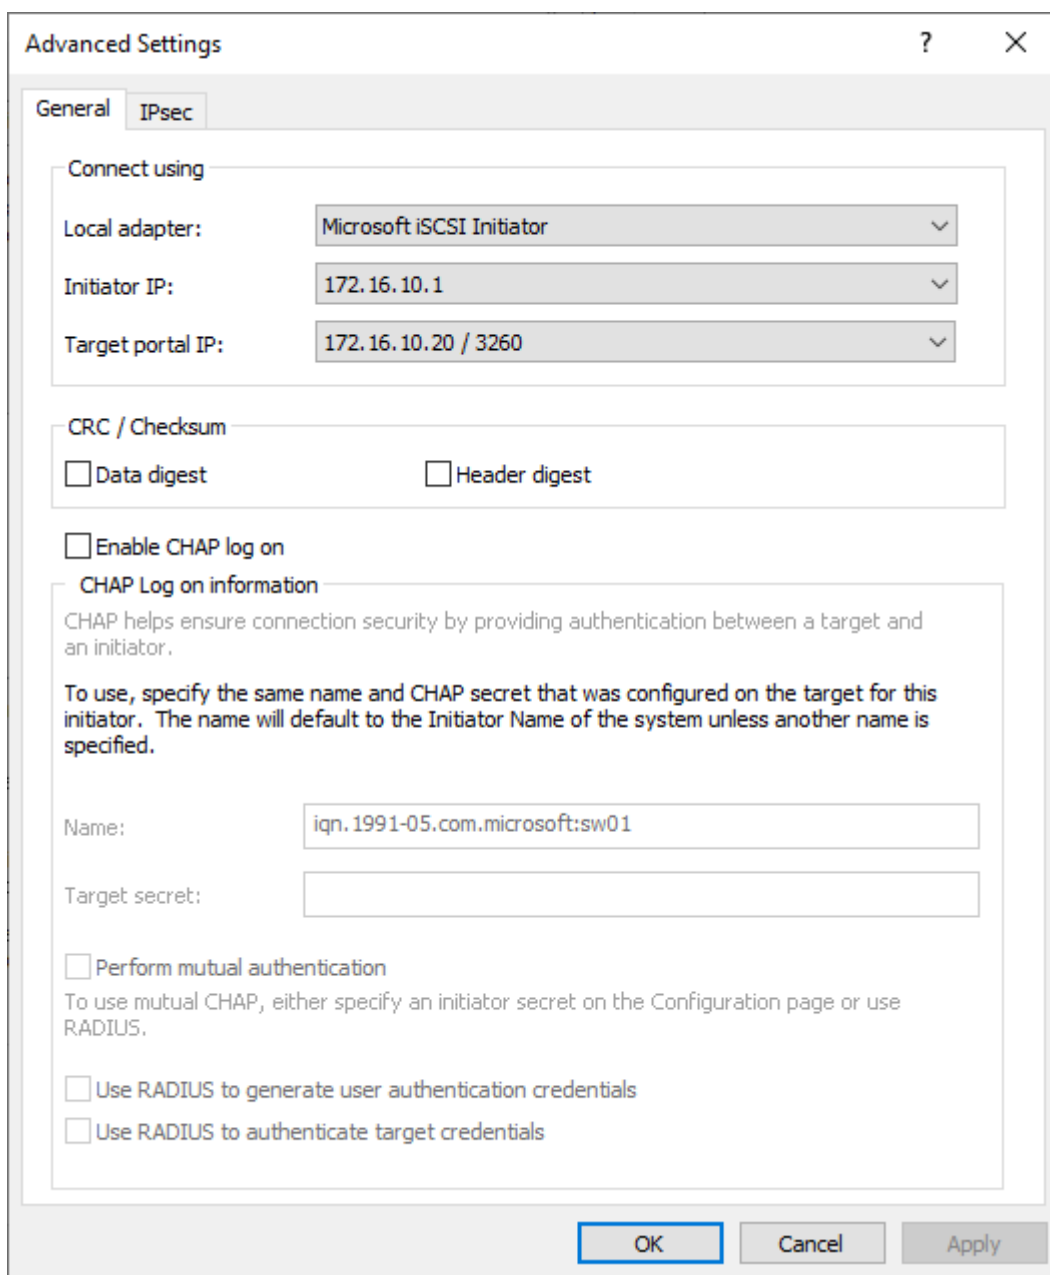 Advanced Settings
General
IPsec
Connect using
Local adapter:
Microsoft iSCSI Initiator
Initiator IP:
172.16.10.1
Target portal IP:
172.16.10.20 / 3260
CRC / Checksum
Data digest
Header digest
Enable CHAP log on
CHAP Log on information
CHAP helps ensure connection security by providing authentication between a target and
an initiator.
To use, specify the same name and CHAP secret that was configured on the target for this
initiator.  The name will default to the Initiator Name of the system unless another name is
specified.
Name:
iqn.1991-05.com.microsoft:sw01
Target secret:
Perform mutual authentication
To use mutual CHAP, either specify an initiator secret on the Configuration page or use
RADIUS.
Use RADIUS to generate user authentication credentials
Use RADIUS to authenticate target credentials
OK
Cancel
Apply